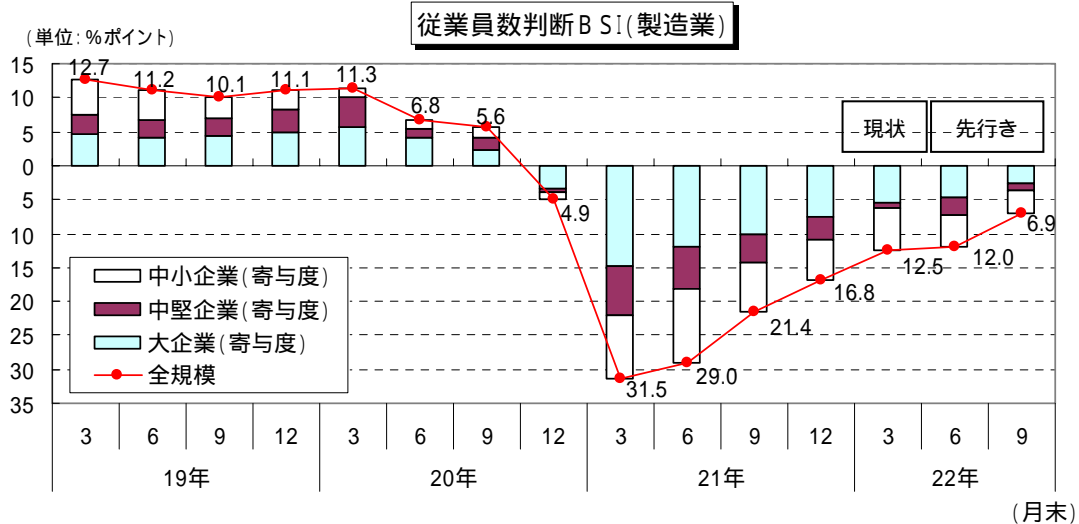 従業員数判断BSI(製造業)
(単位:%ポイント)
15
10
5
0
5
10
15
20
25
30
35
12.7
11.2
10.1
11.1
11.3
6.8
5.6
4.9
31.5
29.0
21.4
16.8
12.5
12.0
6.9
現状
先行き
中小企業(寄与度)
中堅企業(寄与度)
大企業(寄与度)
全規模
3 6 9 12 3 6 9 12 3 6 9 12 3 6 9
19年 20年 21年 22年
(月末)